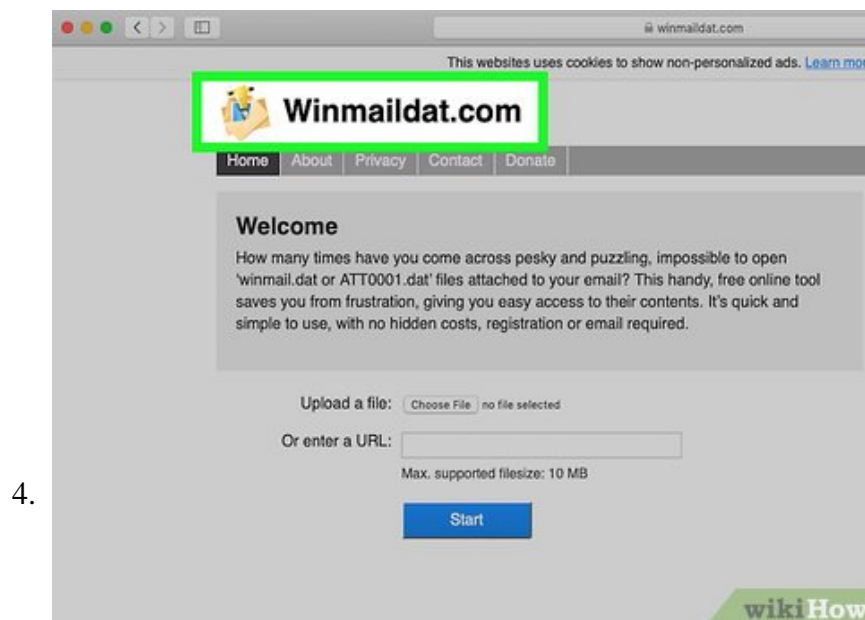 winmaildat.com
This websites uses cookies to show non-personalized ads. Learn mor
Winmaildat.com
Home About Privacy Contact Donate
Welcome
How many times have you come across pesky and puzzling, impossible to open
'winmail.dat or ATT0001.dat' files attached to your email? This handy, free online tool
saves you from frustration, giving you easy access to their contents. It's quick and
simple to use, with no hidden costs, registration or email required.
Upload a file: Choose File no file selected
Or enter a URL:
Max. supported filesize: 10 MB
4.
Start
wikiHow